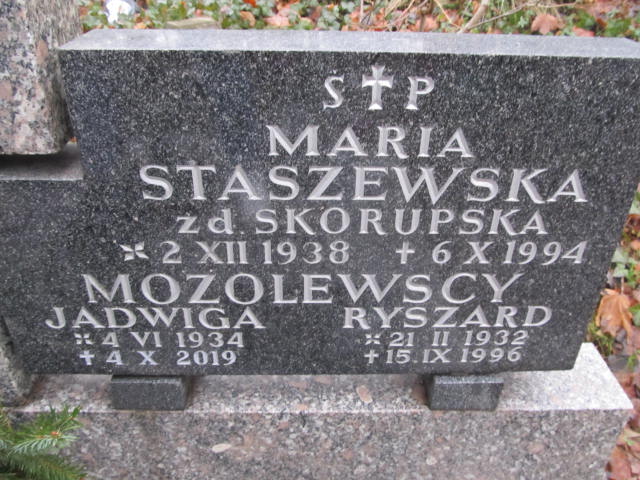 S ✝ P
MARIA
STASZEWSKA
zd. SKORUPSKA
* 2 XII 1938 ✝ 6 X 1994
MOZOLEWSCY
JADWIGA RYSZARD
* 4 VI 1934 * 21 II 1932
✝ 4 X 2019 ✝ 15.IX 1996